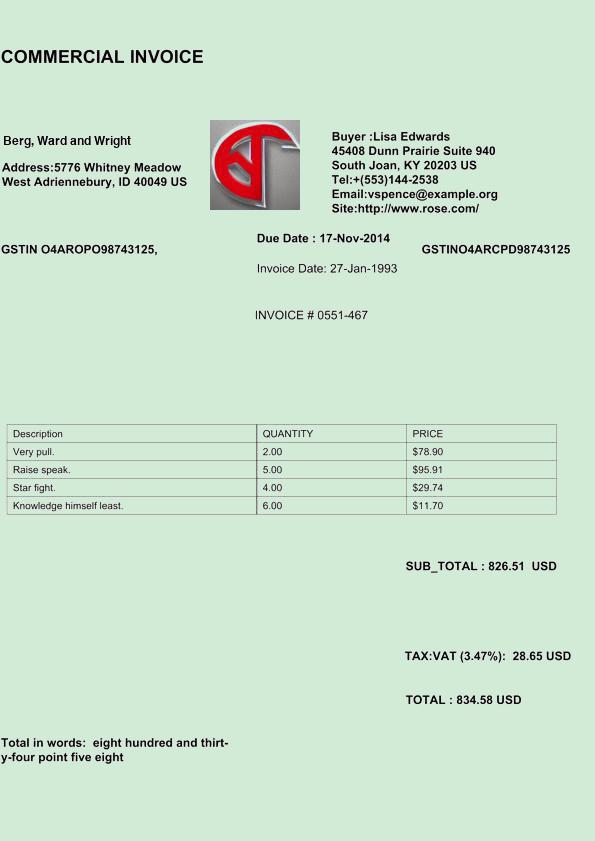 COMMERCIAL INVOICE
Berg, Ward and Wright
Address:5776 Whitney Meadow
West Adriennebury, ID 40049 US
Buyer :Lisa Edwards
45408 Dunn Prairie Suite 940
South Joan, KY 20203 US
Tel:+(553)144-2538
Email:vspence@example.org
Site:http://www.rose.com/
GSTIN O4AROPO98743125,
Due Date : 17-Nov-2014
GSTINO4ARCPD98743125
Invoice Date: 27-Jan-1993
INVOICE # 0551-467
Description QUANTITY PRICE
Very pull. 2.00 $78.90
Raise speak. 5.00 $95.91
Star fight. 4.00 $29.74
Knowledge himself least. 6.00 $11.70
SUB_TOTAL : 826.51 USD
TAX:VAT (3.47%): 28.65 USD
TOTAL : 834.58 USD
Total in words: eight hundred and thirt-
y-four point five eight